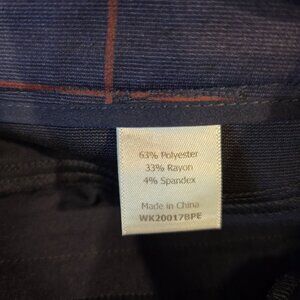 63% Polyester
33% Rayon
4% Spandex
Made in China
WK20017BPE